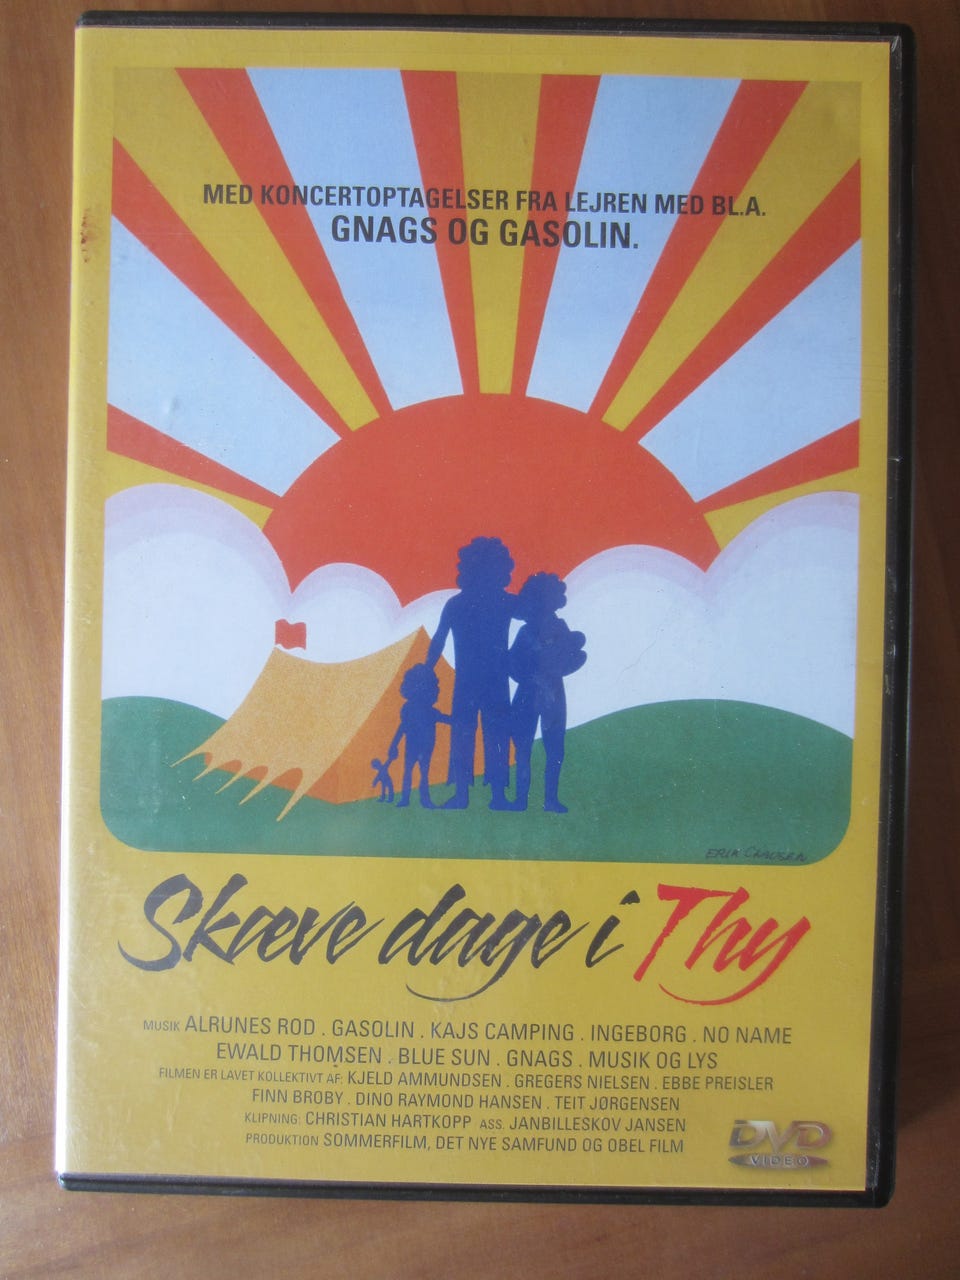 MED KONCERTOPTAGELSER FRA LEJREN MED BL.A.
GNAGS OG GASOLIN.
ERIK CLAUSEN
Skæve dage i Thy
MUSIK ALRUNES ROD . GASOLIN . KAJS CAMPING . INGEBORG . NO NAME
EWALD THOMSEN . BLUE SUN . GNAGS . MUSIK OG LYS
FILMEN ER LAVET KOLLEKTIVT AF: KJELD AMMUNDSEN . GREGERS NIELSEN . EBBE PREISLER
FINN BROBY . DINO RAYMOND HANSEN . TEIT JØRGENSEN
KLIPNING: CHRISTIAN HARTKOPP ASS. JANBILLESKOV JANSEN
PRODUKTION SOMMERFILM, DET NYE SAMFUND OG OBEL FILM
DVD
VIDEO